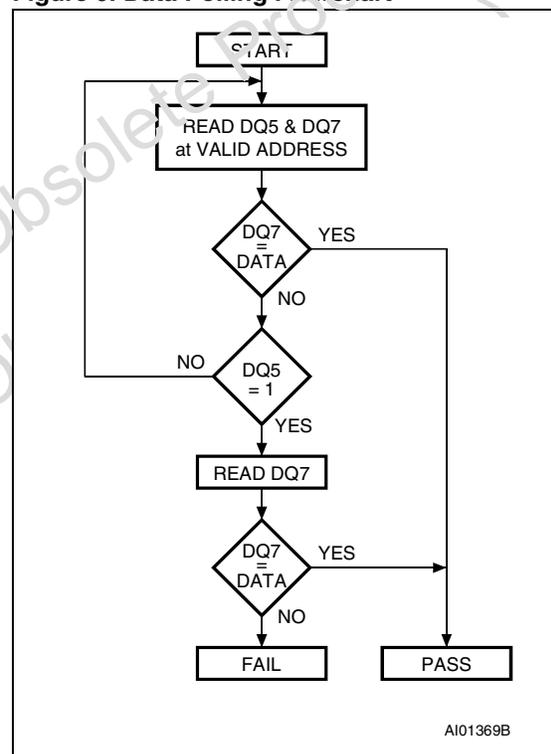 START
READ DQ5 & DQ7
at VALID ADDRESS
DQ7
=
DATA
YES
NO
DQ5
= 1
NO
YES
READ DQ7
DQ7
=
DATA
YES
NO
FAIL
PASS
AI01369B
obsolete